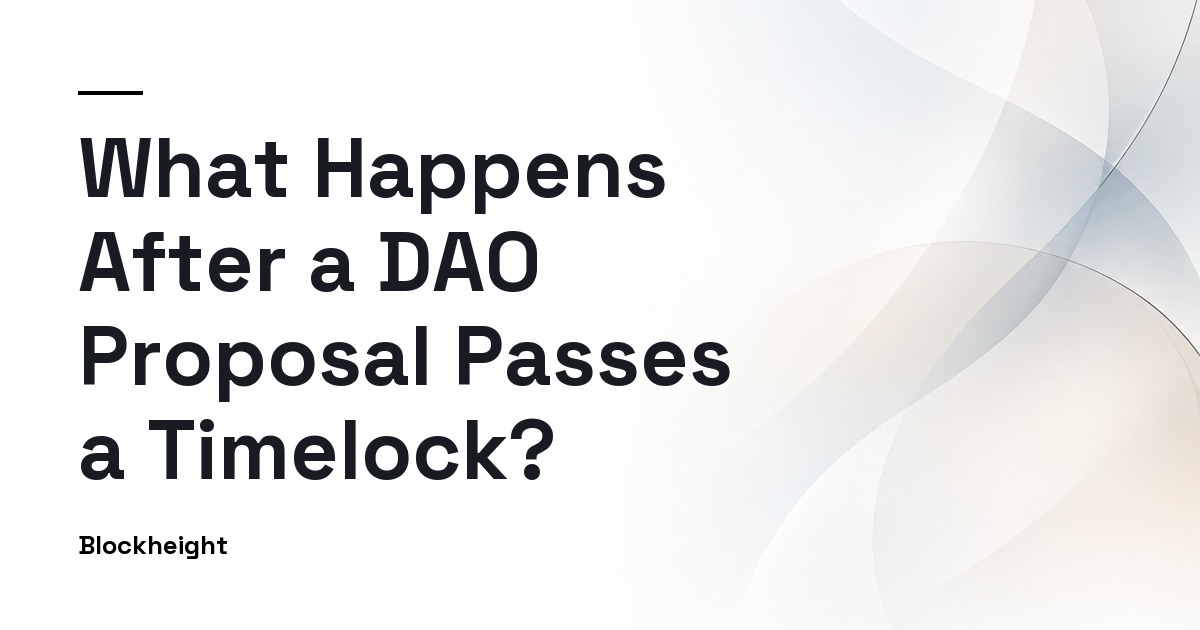 What Happens
After a DAO
Proposal Passes
a Timelock?
Blockheight